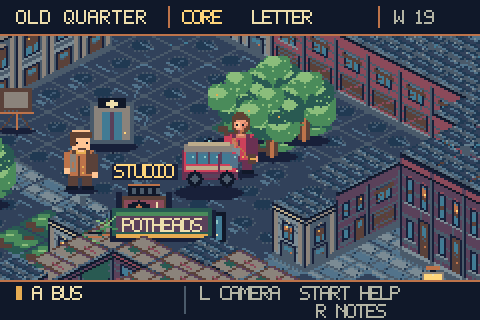 OLD QUARTER CORE LETTER W 19
STUDIO
POTHEADS
A BUS L CAMERA START HELP
R NOTES